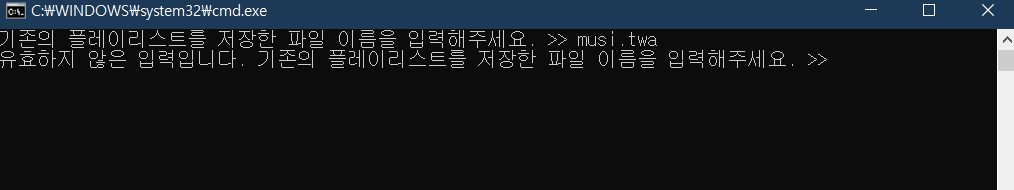 C:₩WINDOWS₩system32₩cmd.exe
기존의 플레이리스트를 저장한 파일 이름을 입력해주세요. >> musi.twa
유효하지 않은 입력입니다. 기존의 플레이리스트를 저장한 파일 이름을 입력해주세요. >>